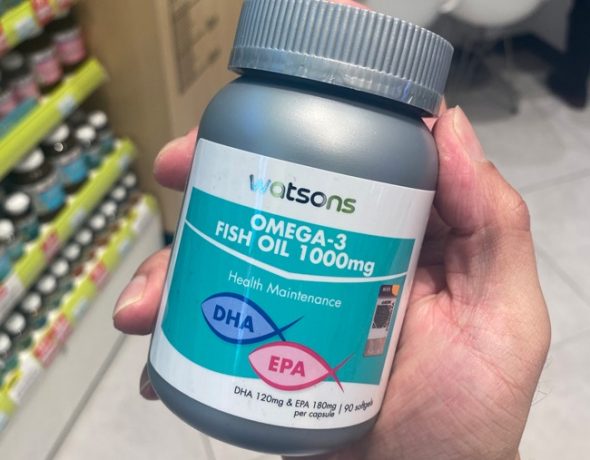 watsons
OMEGA-3
FISH OIL 1000mg
Health Maintenance
DHA
EPA
DHA 120mg & EPA 180mg
per capsule
90 softgels